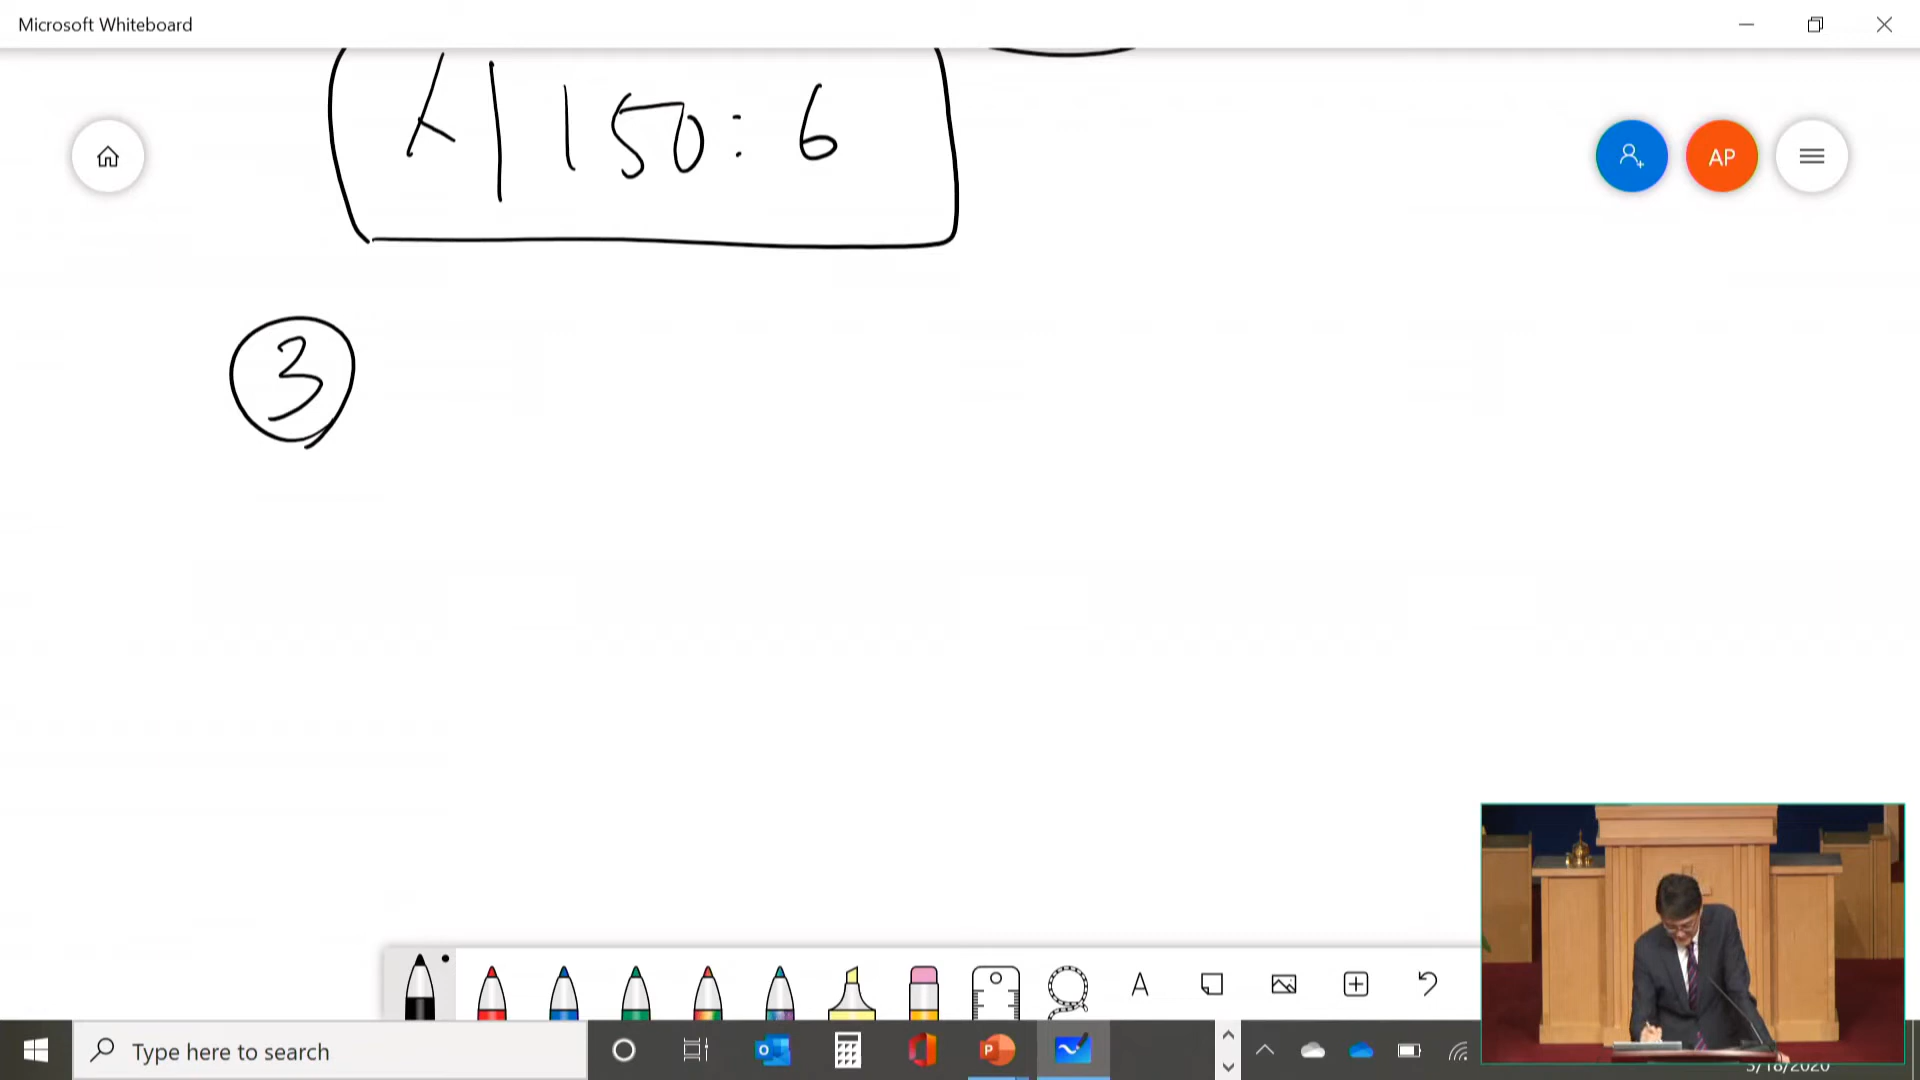 Microsoft Whiteboard
시 150:6
AP
③
A
Type here to search